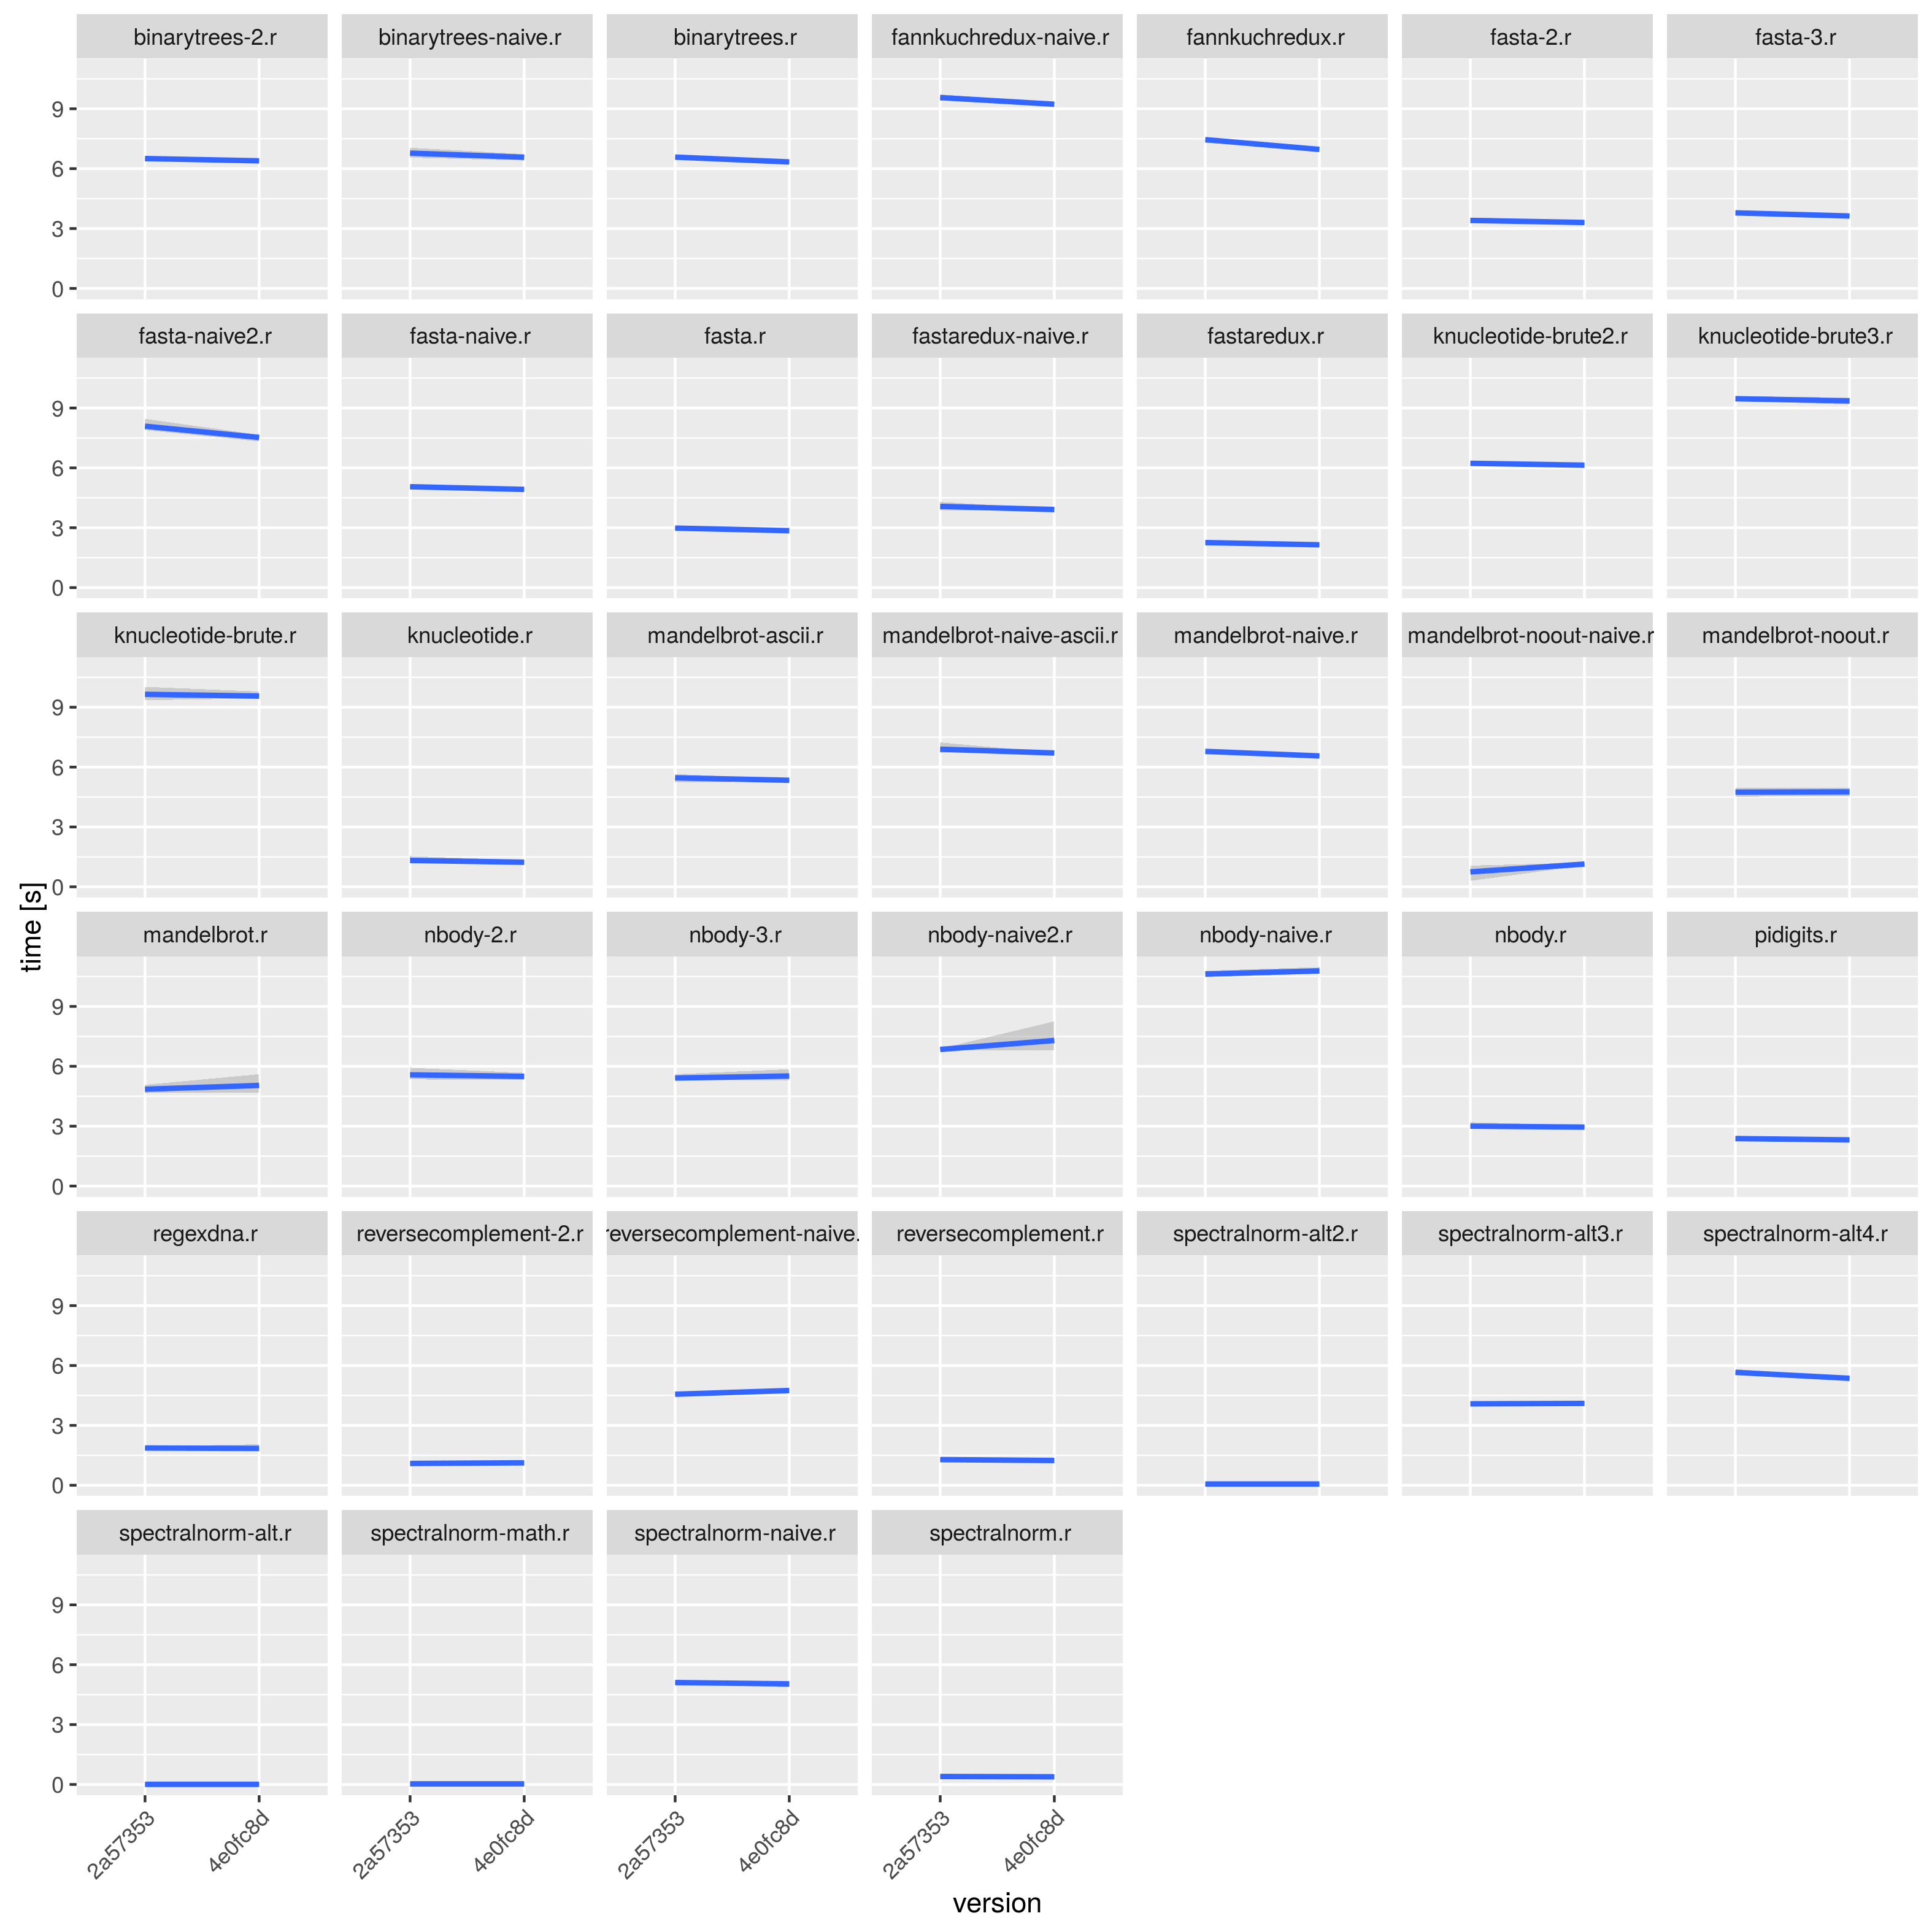 binarytrees-2.r binarytrees-naive.r binarytrees.r fannkuchredux-naive.r fannkuchredux.r fasta-2.r fasta-3.r
9
6
3
0
fasta-naive2.r fasta-naive.r fasta.r fastaredux-naive.r fastaredux.r knucleotide-brute2.r knucleotide-brute3.r
9
6
3
0
knucleotide-brute.r knucleotide.r mandelbrot-ascii.r mandelbrot-naive-ascii.r mandelbrot-naive.r mandelbrot-noout-naive.r mandelbrot-noout.r
9
6
3
0
time [s]
mandelbrot.r nbody-2.r nbody-3.r nbody-naive2.r nbody-naive.r nbody.r pidigits.r
9
6
3
0
regexdna.r reversecomplement-2.r reversecomplement-naive. reversecomplement.r spectralnorm-alt2.r spectralnorm-alt3.r spectralnorm-alt4.r
9
6
3
0
spectralnorm-alt.r spectralnorm-math.r spectralnorm-naive.r spectralnorm.r
9
6
3
0
2a57353 4e0fc8d 2a57353 4e0fc8d 2a57353 4e0fc8d 2a57353 4e0fc8d
version